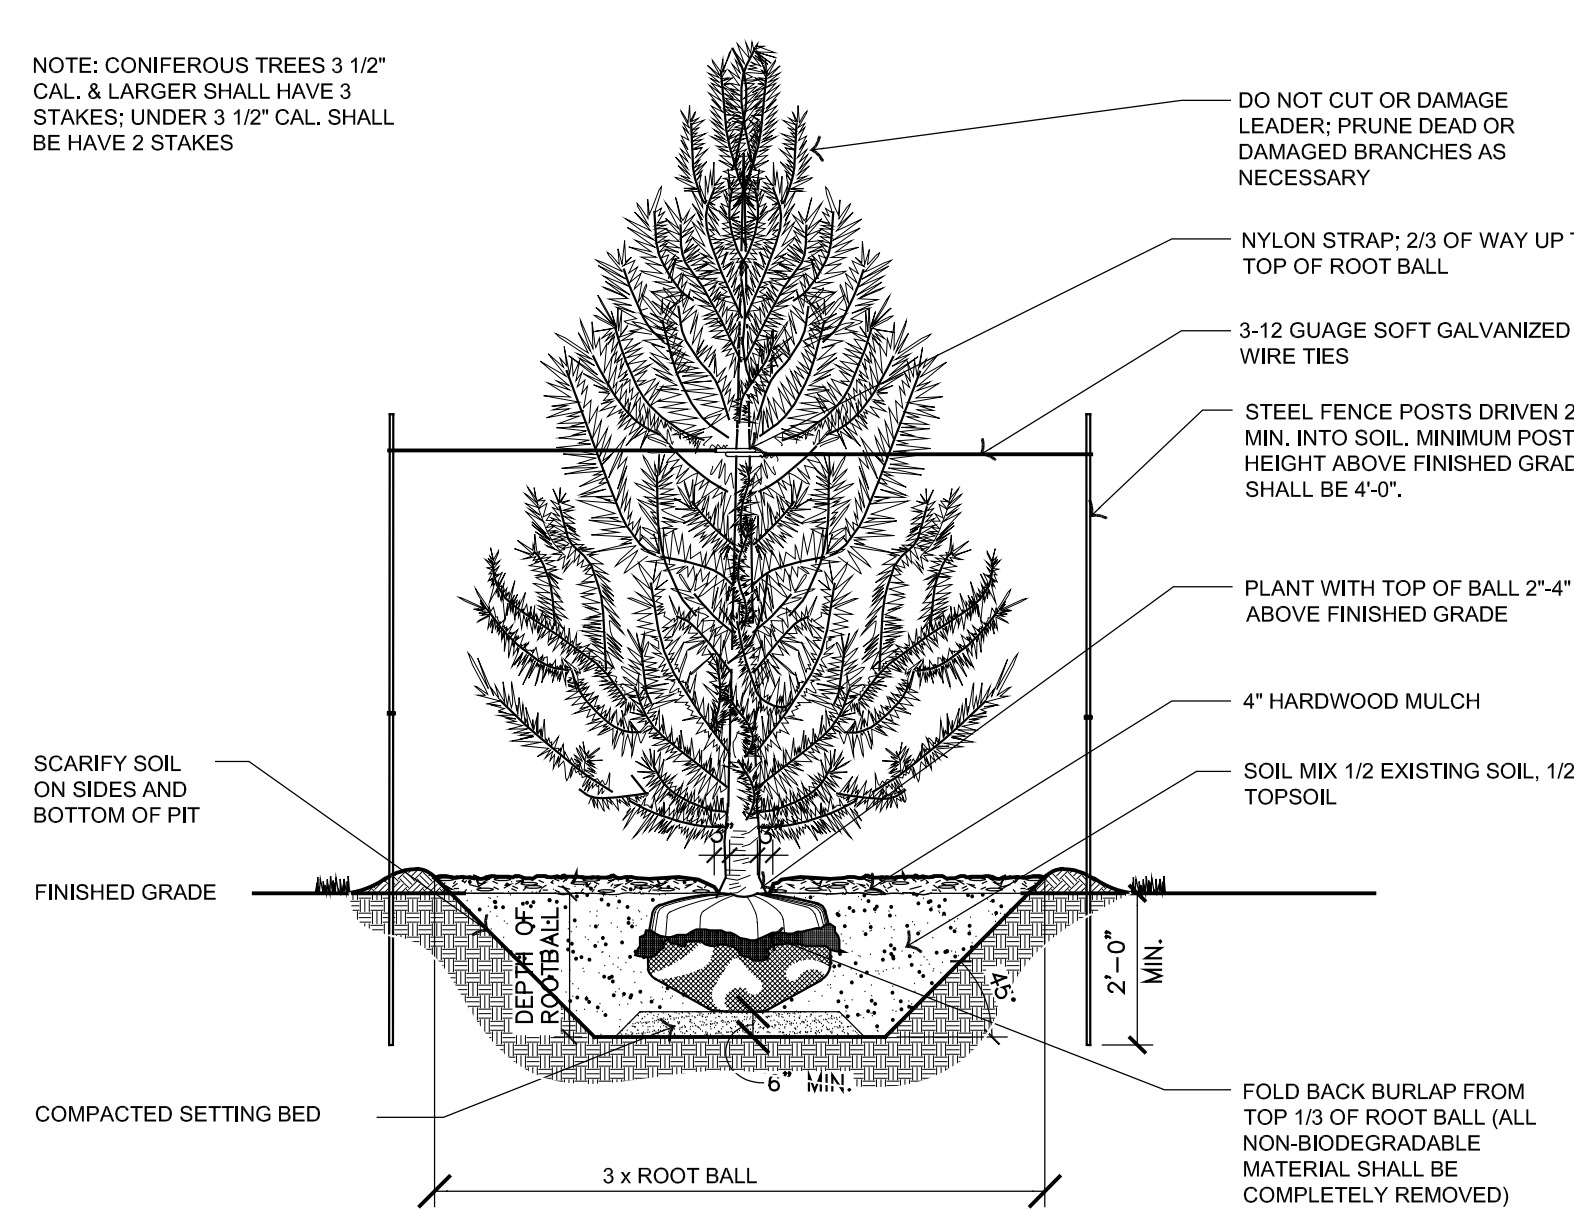 NOTE: CONIFEROUS TREES 3 1/2"
CAL. & LARGER SHALL HAVE 3
STAKES; UNDER 3 1/2" CAL. SHALL
BE HAVE 2 STAKES
DO NOT CUT OR DAMAGE
LEADER; PRUNE DEAD OR
DAMAGED BRANCHES AS
NECESSARY
NYLON STRAP; 2/3 OF WAY UP
TOP OF ROOT BALL
3-12 GUAGE SOFT GALVANIZED
WIRE TIES
STEEL FENCE POSTS DRIVEN 2
MIN. INTO SOIL. MINIMUM POST
HEIGHT ABOVE FINISHED GRAD
SHALL BE 4'-0".
PLANT WITH TOP OF BALL 2"-4"
ABOVE FINISHED GRADE
4" HARDWOOD MULCH
SOIL MIX 1/2 EXISTING SOIL, 1/2
TOPSOIL
SCARIFY SOIL
ON SIDES AND
BOTTOM OF PIT
FINISHED GRADE
3" 3"
DEPTH OF
ROOTBALL
45°
2'-0"
MIN.
6" MIN.
COMPACTED SETTING BED
FOLD BACK BURLAP FROM
TOP 1/3 OF ROOT BALL (ALL
NON-BIODEGRADABLE
MATERIAL SHALL BE
COMPLETELY REMOVED)
3 x ROOT BALL